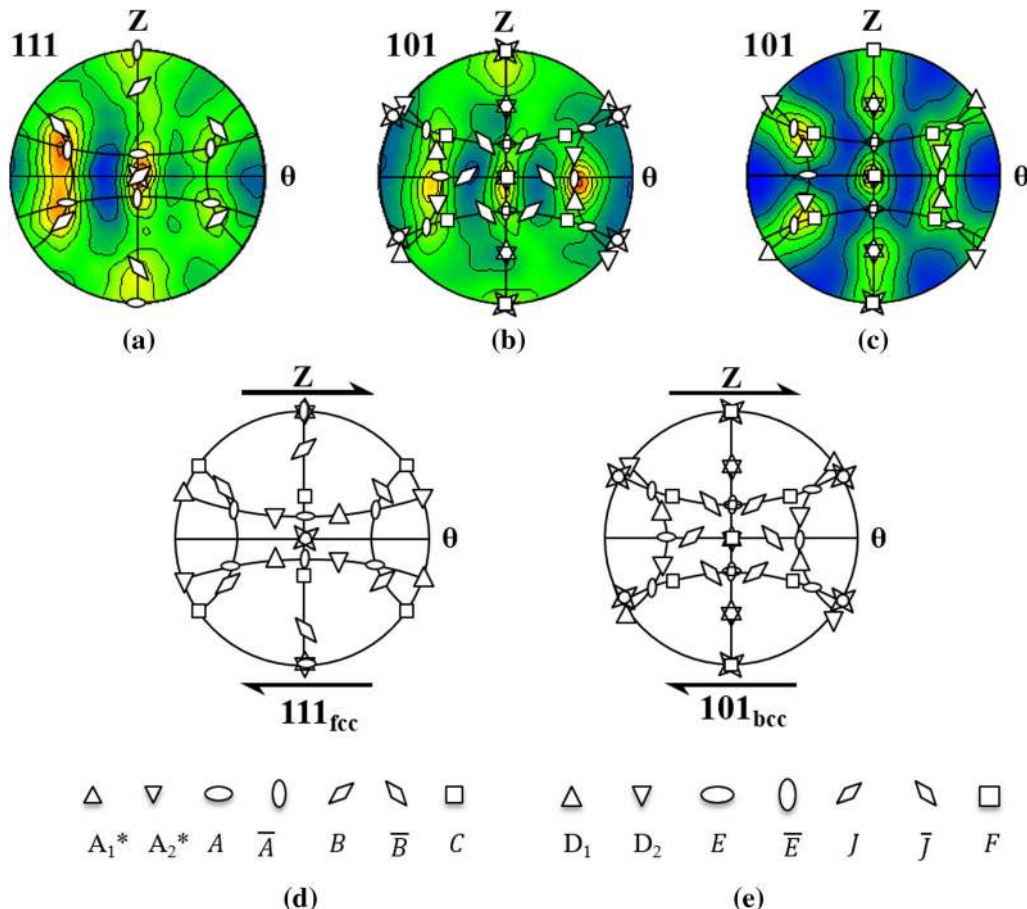 Z Z Z
111 101 101
θ θ θ
(a) (b) (c)
Z Z
θ θ
111fcc 101bcc
A₁* A₂* A A̅ B B̅ C D₁ D₂ E E̅ J J̅ F
(d) (e)